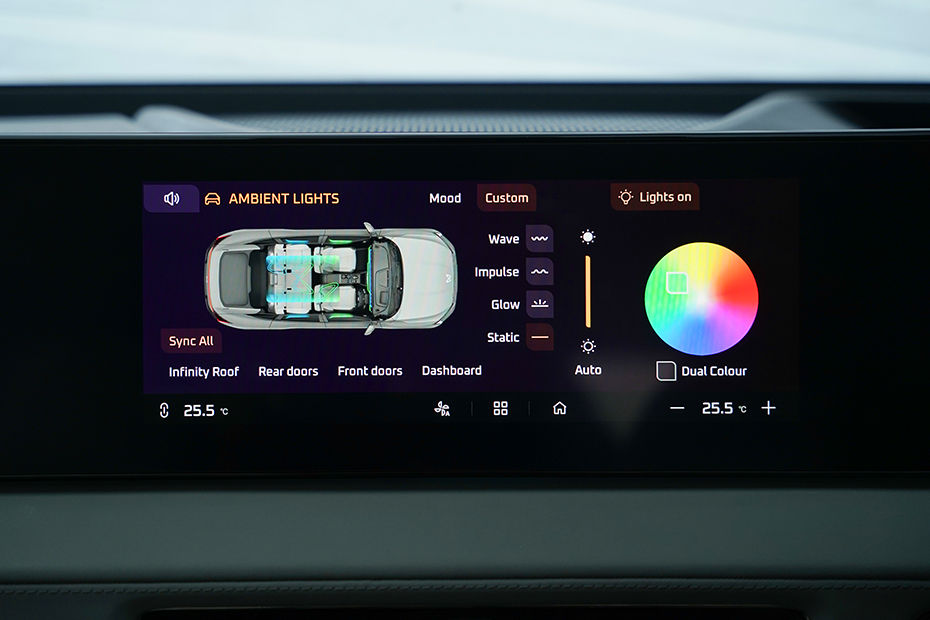 AMBIENT LIGHTS
Mood
Custom
Lights on
Wave
Impulse
Glow
Static
Sync All
Auto
Dual Colour
Infinity Roof
Rear doors
Front doors
Dashboard
25.5 °C
DA
25.5 °C